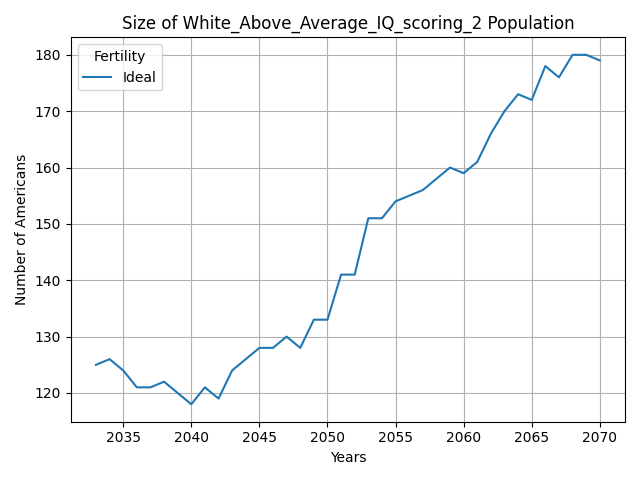 Size of White_Above_Average_IQ_scoring_2 Population
Fertility
Ideal
180
170
160
150
140
130
120
Number of Americans
2035 2040 2045 2050 2055 2060 2065 2070
Years